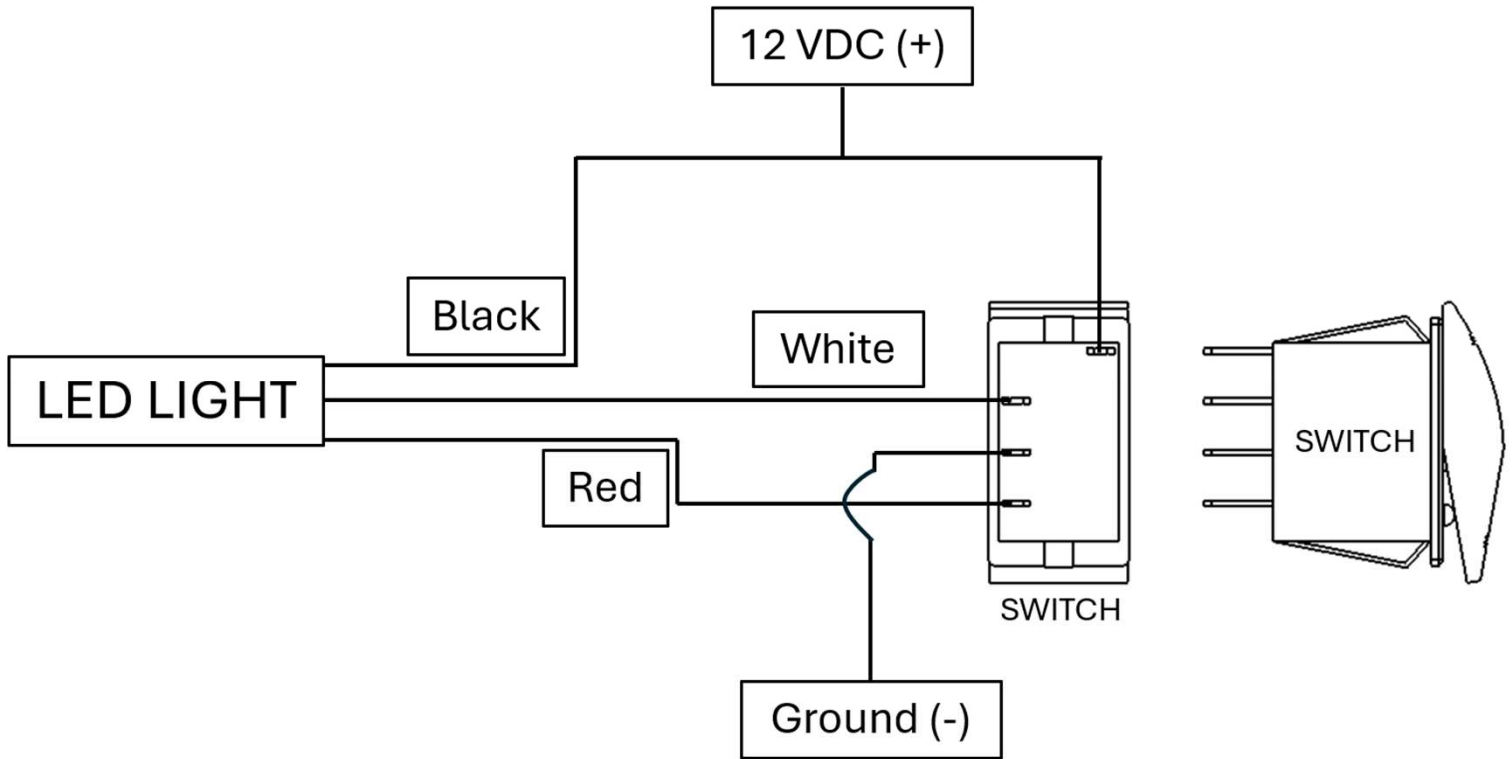 12 VDC (+)
Black
White
LED LIGHT
SWITCH
Red
SWITCH
Ground (-)